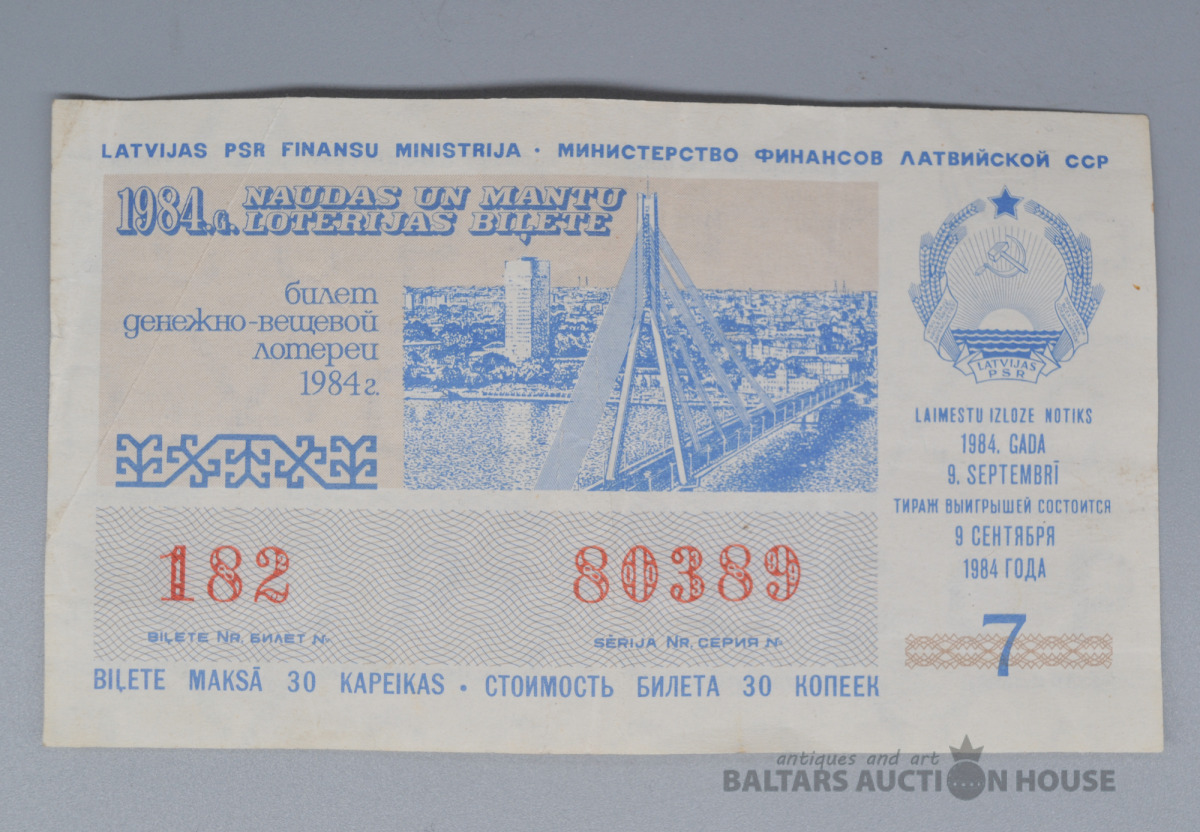 LATVIJAS PSR FINANSU MINISTRIJA · МИНИСТЕРСТВО ФИНАНСОВ ЛАТВИЙСКОЙ ССР
1984.g. NAUDAS UN MANTU
LOTERIJAS BIĻETE
билет
денежно-вещевой
лотереи
1984 г.
LATVIJAS
PSR
LAIMESTU IZLOZE NOTIKS
1984. GADA
9. SEPTEMBRĪ
ТИРАЖ ВЫИГРЫШЕЙ СОСТОИТСЯ
9 СЕНТЯБРЯ
1984 ГОДА
182 80389
BIĻETE NR. БИЛЕТ № SĒRIJA NR. СЕРИЯ №
7
BIĻETE MAKSĀ 30 KAPEIKAS · СТОИМОСТЬ БИЛЕТА 30 КОПЕЕК
antiques and art
BALTARS AUCTION HOUSE